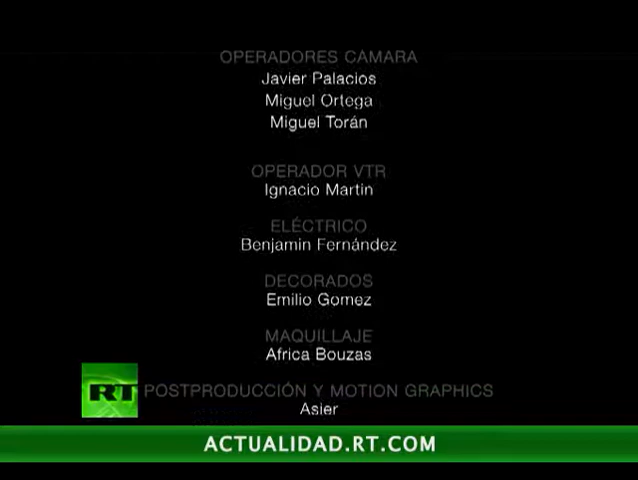 OPERADORES CAMARA
Javier Palacios
Miguel Ortega
Miguel Torán
OPERADOR VTR
Ignacio Martin
ELÉCTRICO
Benjamin Fernández
DECORADOS
Emilio Gomez
MAQUILLAJE
Africa Bouzas
RT POSTPRODUCCIÓN Y MOTION GRAPHICS
Asier
ACTUALIDAD.RT.COM